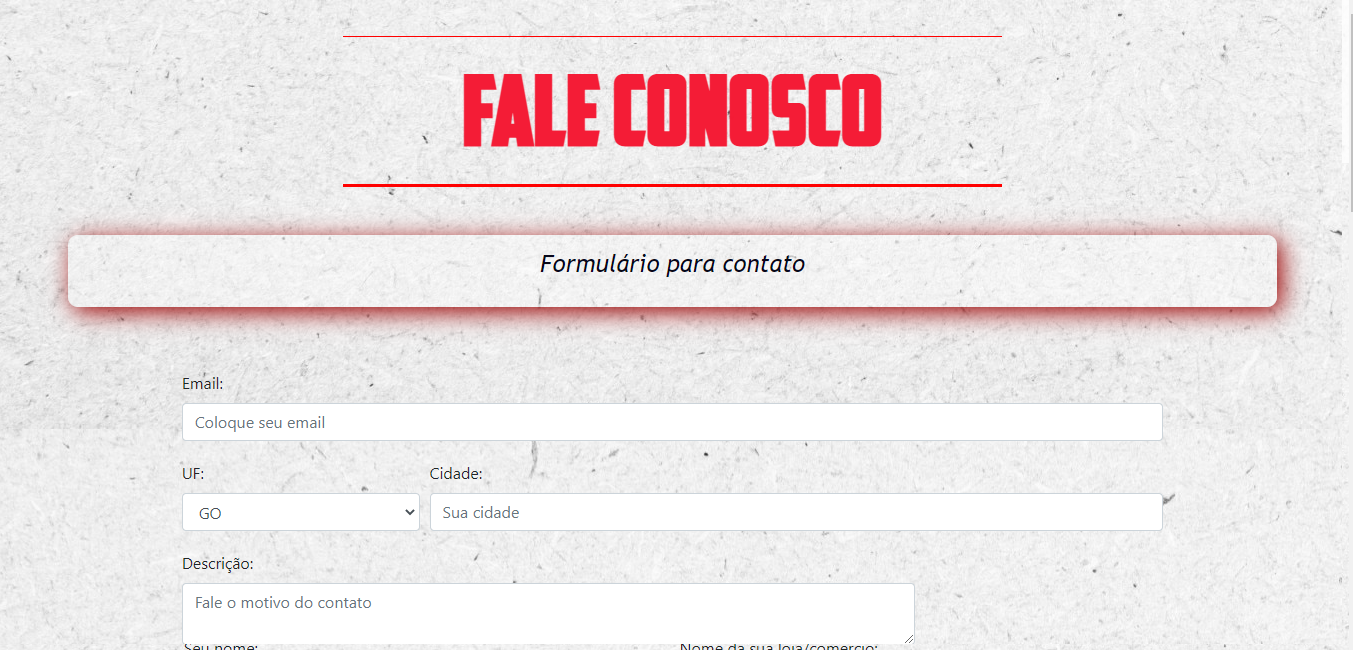 FALE CONOSCO
Formulário para contato
Email:
Coloque seu email
UF: Cidade:
GO Sua cidade
Descrição:
Fale o motivo do contato
Seu nome: Nome da sua loja/comercio: